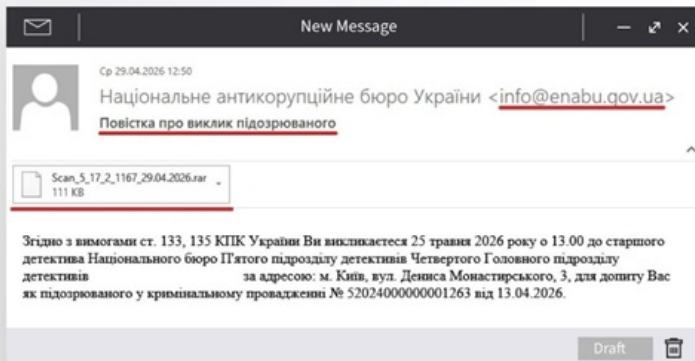 New Message
Ср 29.04.2026 12:50
Національне антикорупційне бюро України <info@enabu.gov.ua>
Повістка про виклик підозрюваного
Scan_5_17_2_1167_29.04.2026.rar
111 KB
Згідно з вимогами ст. 133, 135 КПК України Ви викликаєтеся 25 травня 2026 року о 13.00 до старшого
детектива Національного бюро П'ятого підрозділу детективів Четвертого Головного підрозділу
детективів за адресою: м. Київ, вул. Дениса Монастирського, 3, для допиту Вас
як підозрюваного у кримінальному провадженні № 52024000000001263 від 13.04.2026.
Draft